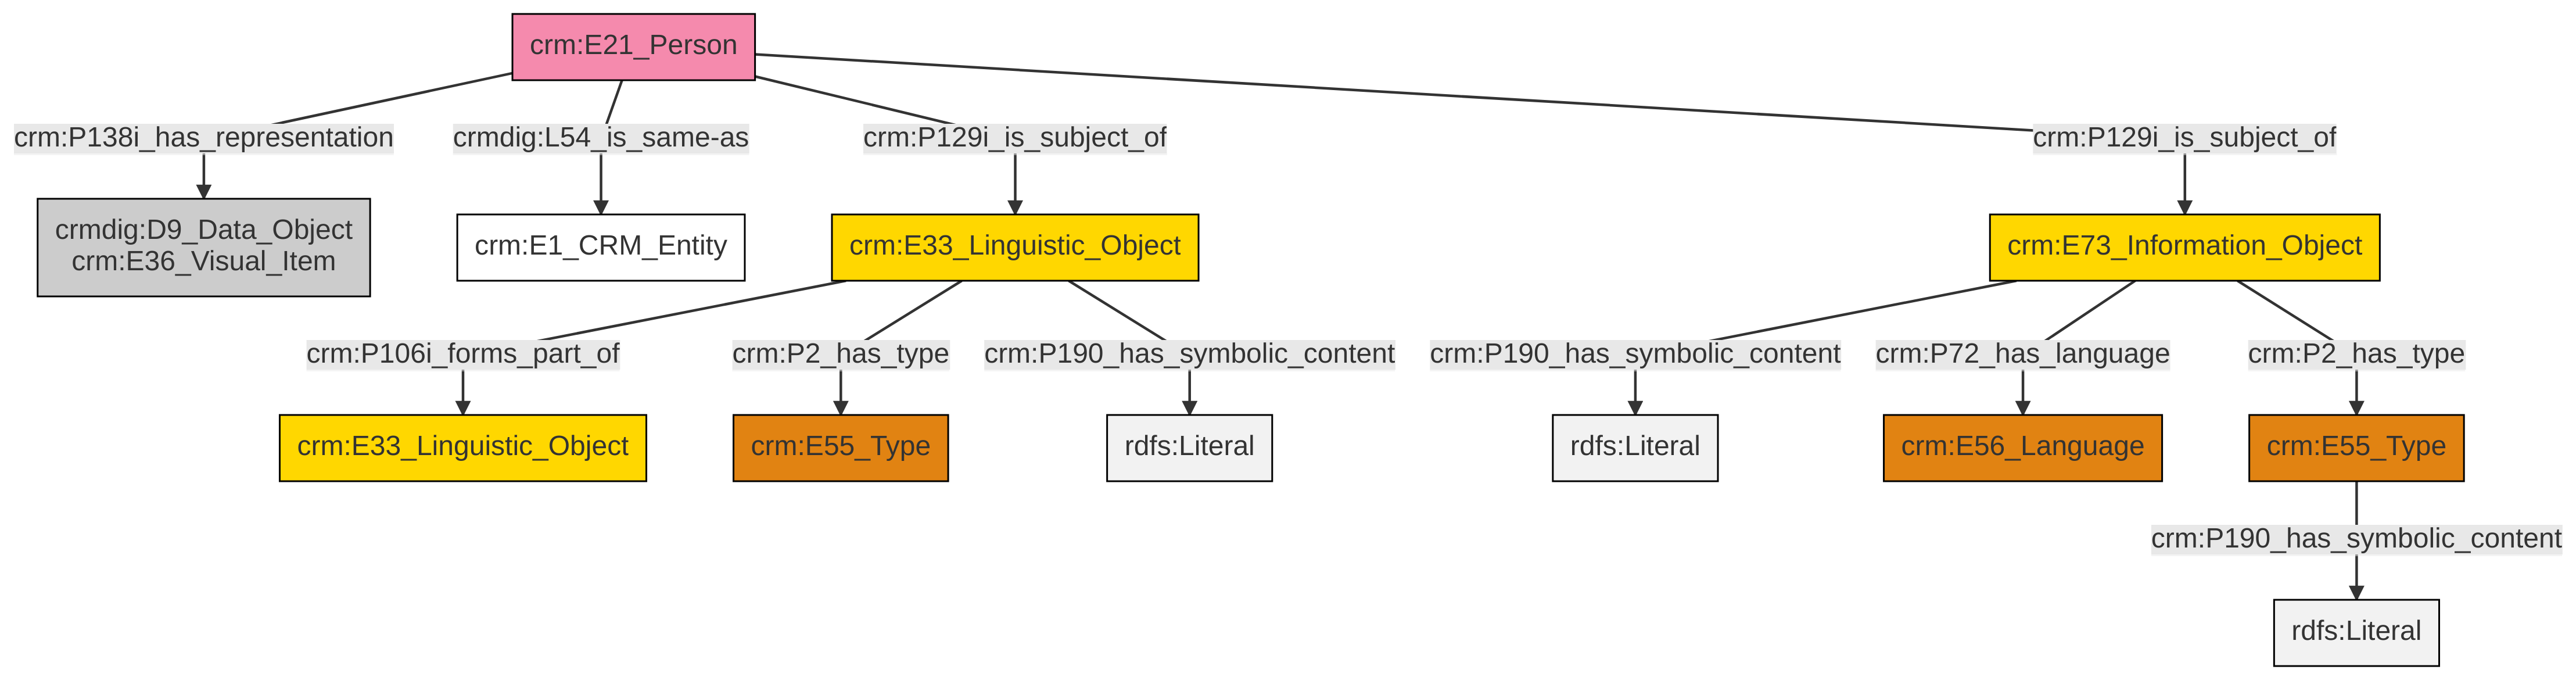 crm:E21_Person
crm:P138i_has_representation
crmdig:L54_is_same-as
crm:P129i_is_subject_of
crm:P129i_is_subject_of
crmdig:D9_Data_Object
crm:E36_Visual_Item
crm:E1_CRM_Entity
crm:E33_Linguistic_Object
crm:E73_Information_Object
crm:P106i_forms_part_of
crm:P2_has_type
crm:P190_has_symbolic_content
crm:P190_has_symbolic_content
crm:P72_has_language
crm:P2_has_type
crm:E33_Linguistic_Object
crm:E55_Type
rdfs:Literal
rdfs:Literal
crm:E56_Language
crm:E55_Type
crm:P190_has_symbolic_content
rdfs:Literal